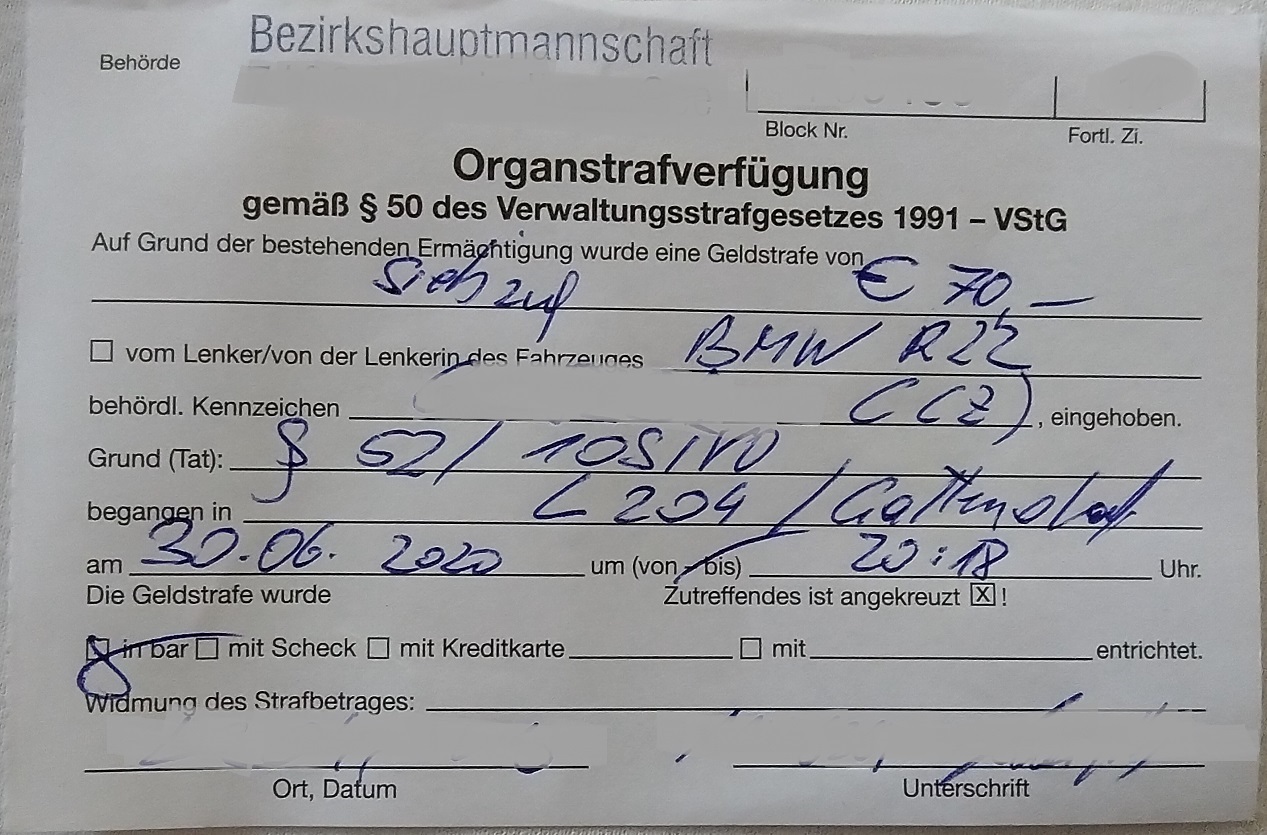 Bezirkshauptmannschaft
Behörde
Block Nr.
Fortl. Zi.
Organstrafverfügung
gemäß § 50 des Verwaltungsstrafgesetzes 1991 – VStG
Auf Grund der bestehenden Ermächtigung wurde eine Geldstrafe von € 70,—
☐ vom Lenker/von der Lenkerin des Fahrzeuges BMW
behördl. Kennzeichen , eingehoben.
Grund (Tat): § 52/ 10
begangen in L 204 /
am 30.06. 2020 um (von - bis) 20:18 Uhr.
Die Geldstrafe wurde Zutreffendes ist angekreuzt ☒ !
☒ in bar ☐ mit Scheck ☐ mit Kreditkarte ☐ mit entrichtet.
Widmung des Strafbetrages:
Ort, Datum Unterschrift